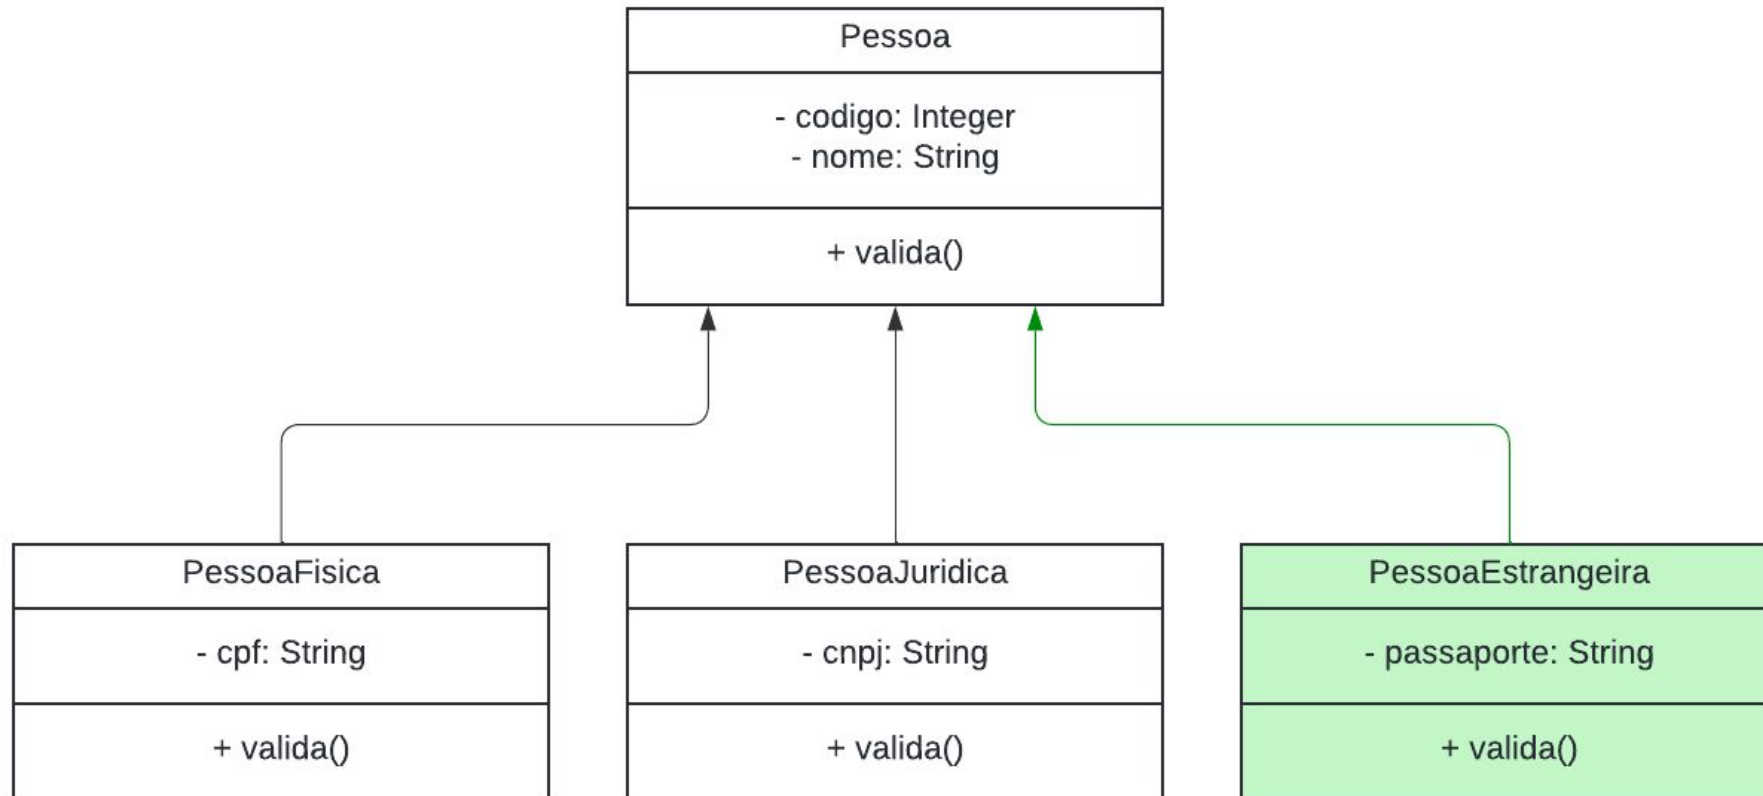 Pessoa
- codigo: Integer
- nome: String
+ valida()
PessoaFisica
- cpf: String
+ valida()
PessoaJuridica
- cnpj: String
+ valida()
PessoaEstrangeira
- passaporte: String
+ valida()